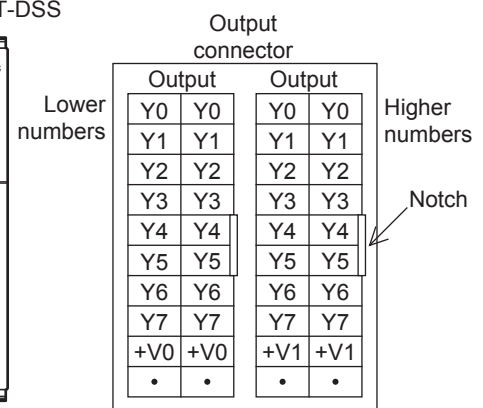 T-DSS
Output
connector
Output Output
Lower
numbers
Higher
numbers
Notch
Y0 Y0 Y0 Y0
Y1 Y1 Y1 Y1
Y2 Y2 Y2 Y2
Y3 Y3 Y3 Y3
Y4 Y4 Y4 Y4
Y5 Y5 Y5 Y5
Y6 Y6 Y6 Y6
Y7 Y7 Y7 Y7
+V0 +V0 +V1 +V1
• • • •